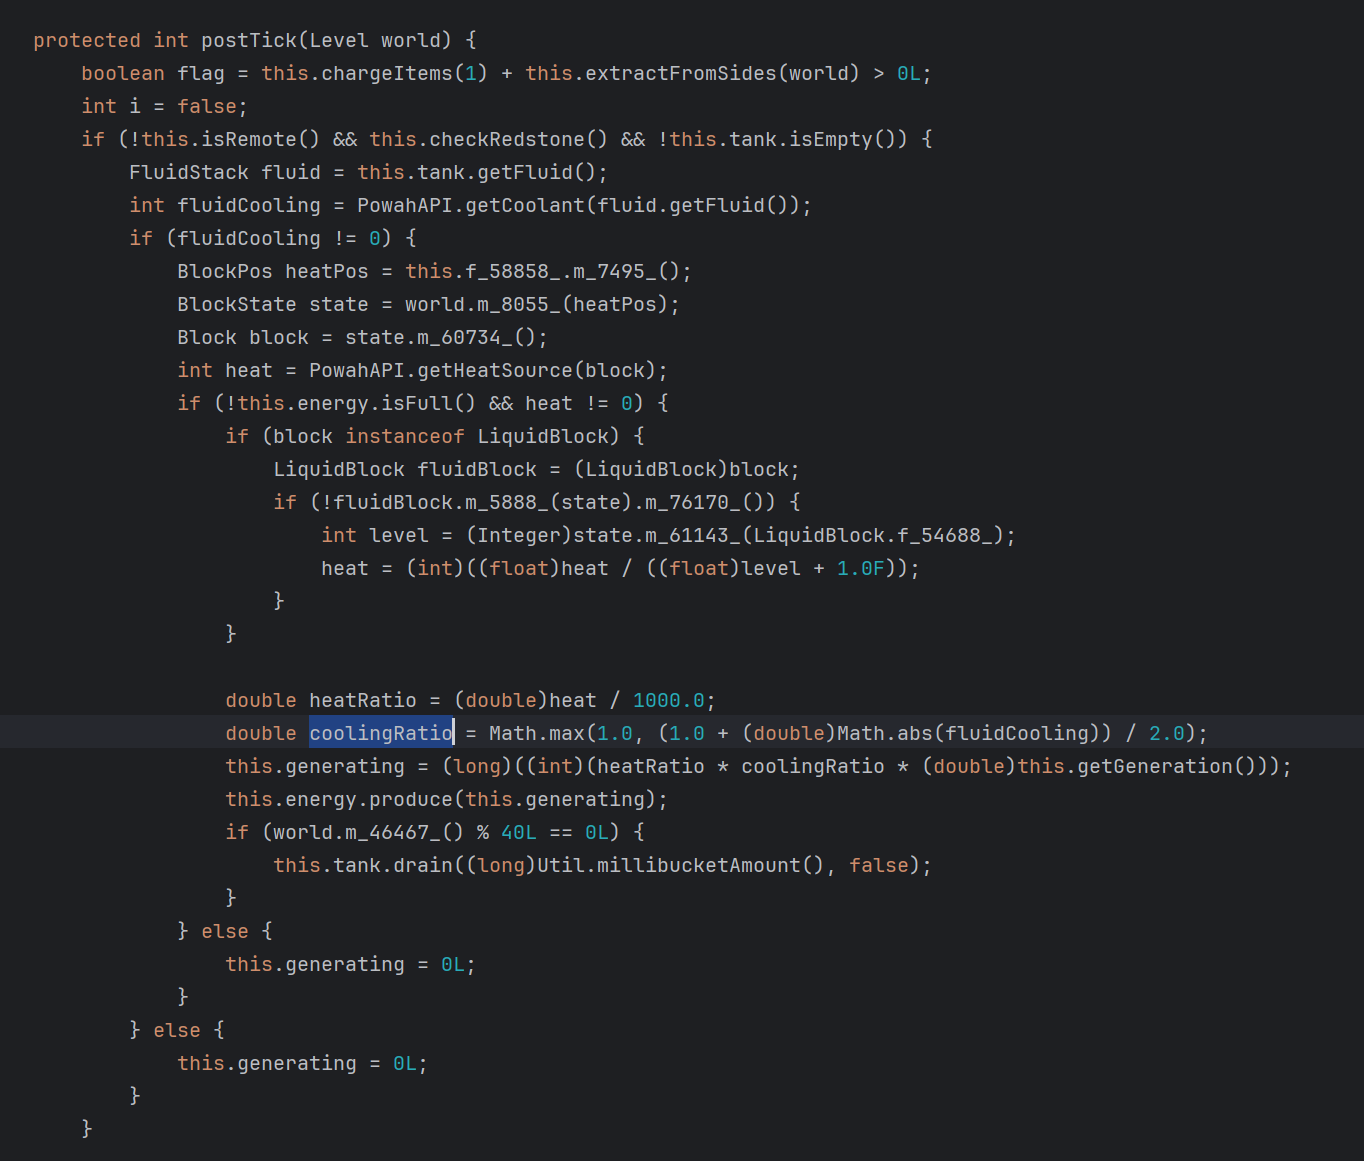 protected int postTick(Level world) {
    boolean flag = this.chargeItems(1) + this.extractFromSides(world) > 0L;
    int i = false;
    if (!this.isRemote() && this.checkRedstone() && !this.tank.isEmpty()) {
        FluidStack fluid = this.tank.getFluid();
        int fluidCooling = PowahAPI.getCoolant(fluid.getFluid());
        if (fluidCooling != 0) {
            BlockPos heatPos = this.f_58858_.m_7495_();
            BlockState state = world.m_8055_(heatPos);
            Block block = state.m_60734_();
            int heat = PowahAPI.getHeatSource(block);
            if (!this.energy.isFull() && heat != 0) {
                if (block instanceof LiquidBlock) {
                    LiquidBlock fluidBlock = (LiquidBlock)block;
                    if (!fluidBlock.m_5888_(state).m_76170_()) {
                        int level = (Integer)state.m_61143_(LiquidBlock.f_54688_);
                        heat = (int)((float)heat / ((float)level + 1.0F));
                    }
                }

                double heatRatio = (double)heat / 1000.0;
                double coolingRatio = Math.max(1.0, (1.0 + (double)Math.abs(fluidCooling)) / 2.0);
                this.generating = (long)((int)(heatRatio * coolingRatio * (double)this.getGeneration()));
                this.energy.produce(this.generating);
                if (world.m_46467_() % 40L == 0L) {
                    this.tank.drain((long)Util.millibucketAmount(), false);
                }
            } else {
                this.generating = 0L;
            }
        } else {
            this.generating = 0L;
        }
    }